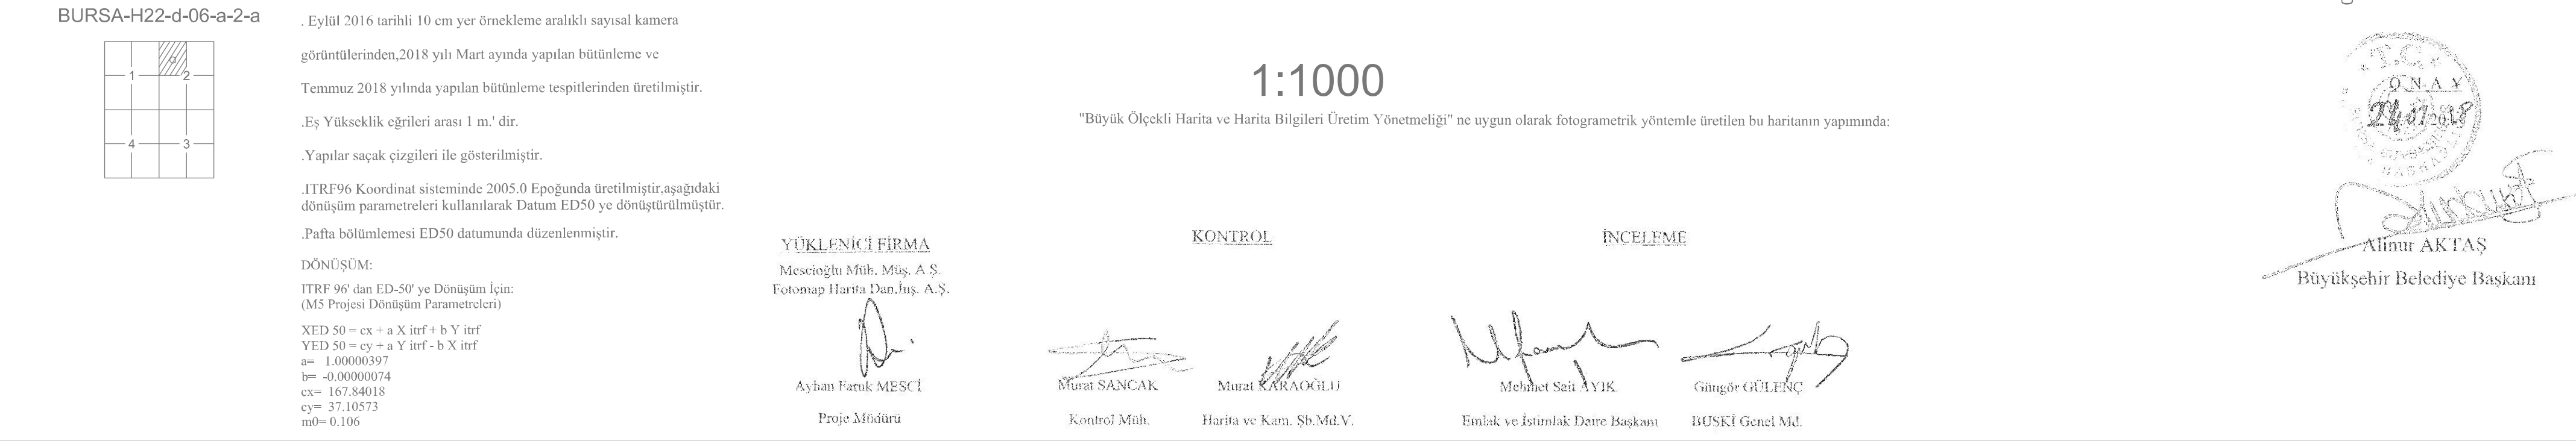 BURSA-H22-d-06-a-2-a
1
a
2
4
3
. Eylül 2016 tarihli 10 cm yer örnekleme aralıklı sayısal kamera
görüntülerinden,2018 yılı Mart ayında yapılan bütünleme ve
Temmuz 2018 yılında yapılan bütünleme tespitlerinden üretilmiştir.
.Eş Yükseklik eğrileri arası 1 m.' dir.
.Yapılar saçak çizgileri ile gösterilmiştir.
.ITRF96 Koordinat sisteminde 2005.0 Epoğunda üretilmiştir,aşağıdaki
dönüşüm parametreleri kullanılarak Datum ED50 ye dönüştürülmüştür.
.Pafta bölümlemesi ED50 datumunda düzenlenmiştir.
DÖNÜŞÜM:
ITRF 96' dan ED-50' ye Dönüşüm İçin:
(M5 Projesi Dönüşüm Parametreleri)
XED 50 = cx + a X itrf + b Y itrf
YED 50 = cy + a Y itrf - b X itrf
a= 1.00000397
b= -0.00000074
cx= 167.84018
cy= 37.10573
m0= 0.106
1:1000
"Büyük Ölçekli Harita ve Harita Bilgileri Üretim Yönetmeliği" ne uygun olarak fotogrametrik yöntemle üretilen bu haritanın yapımında:
YÜKLENİCİ FİRMA
Mescioğlu Müh. Müş. A.Ş.
Fotomap Harita Dan.İnş. A.Ş.
Ayhan Faruk MESCİ
Proje Müdürü
KONTROL
Murat SANCAK
Kontrol Müh.
Murat KARAOĞLU
Harita ve Kam. Şb.Md.V.
İNCELEME
Mehmet Sait AYIK
Emlak ve İstimlak Daire Başkanı
Güngör GÜLENÇ
BUSKİ Genel Md.
T.C.
ONAY
2018
Alinur AKTAŞ
Büyükşehir Belediye Başkanı